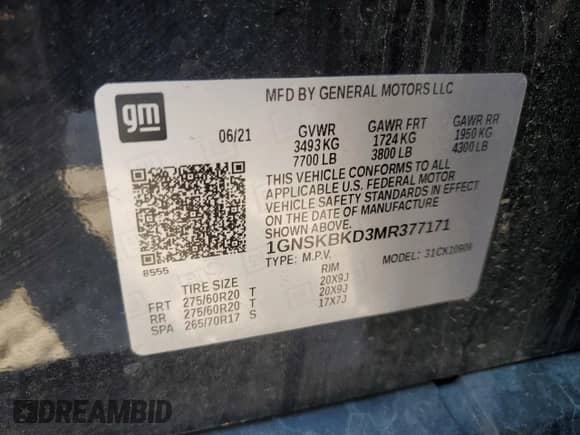 gm
MFD BY GENERAL MOTORS LLC
06/21 GVWR GAWR FRT GAWR RR
3493 KG 1724 KG 1950 KG
7700 LB 3800 LB 4300 LB
THIS VEHICLE CONFORMS TO ALL
APPLICABLE U.S. FEDERAL MOTOR
VEHICLE SAFETY STANDARDS IN EFFECT
ON THE DATE OF MANUFACTURE
SHOWN ABOVE.
1GNSKBKD3MR377171
TYPE: M.P.V. MODEL: 31CK10906
8555
TIRE SIZE RIM
FRT 275/60R20 T 20X9J
RR 275/60R20 T 20X9J
SPA 265/70R17 S 17X7J
DREAMBID